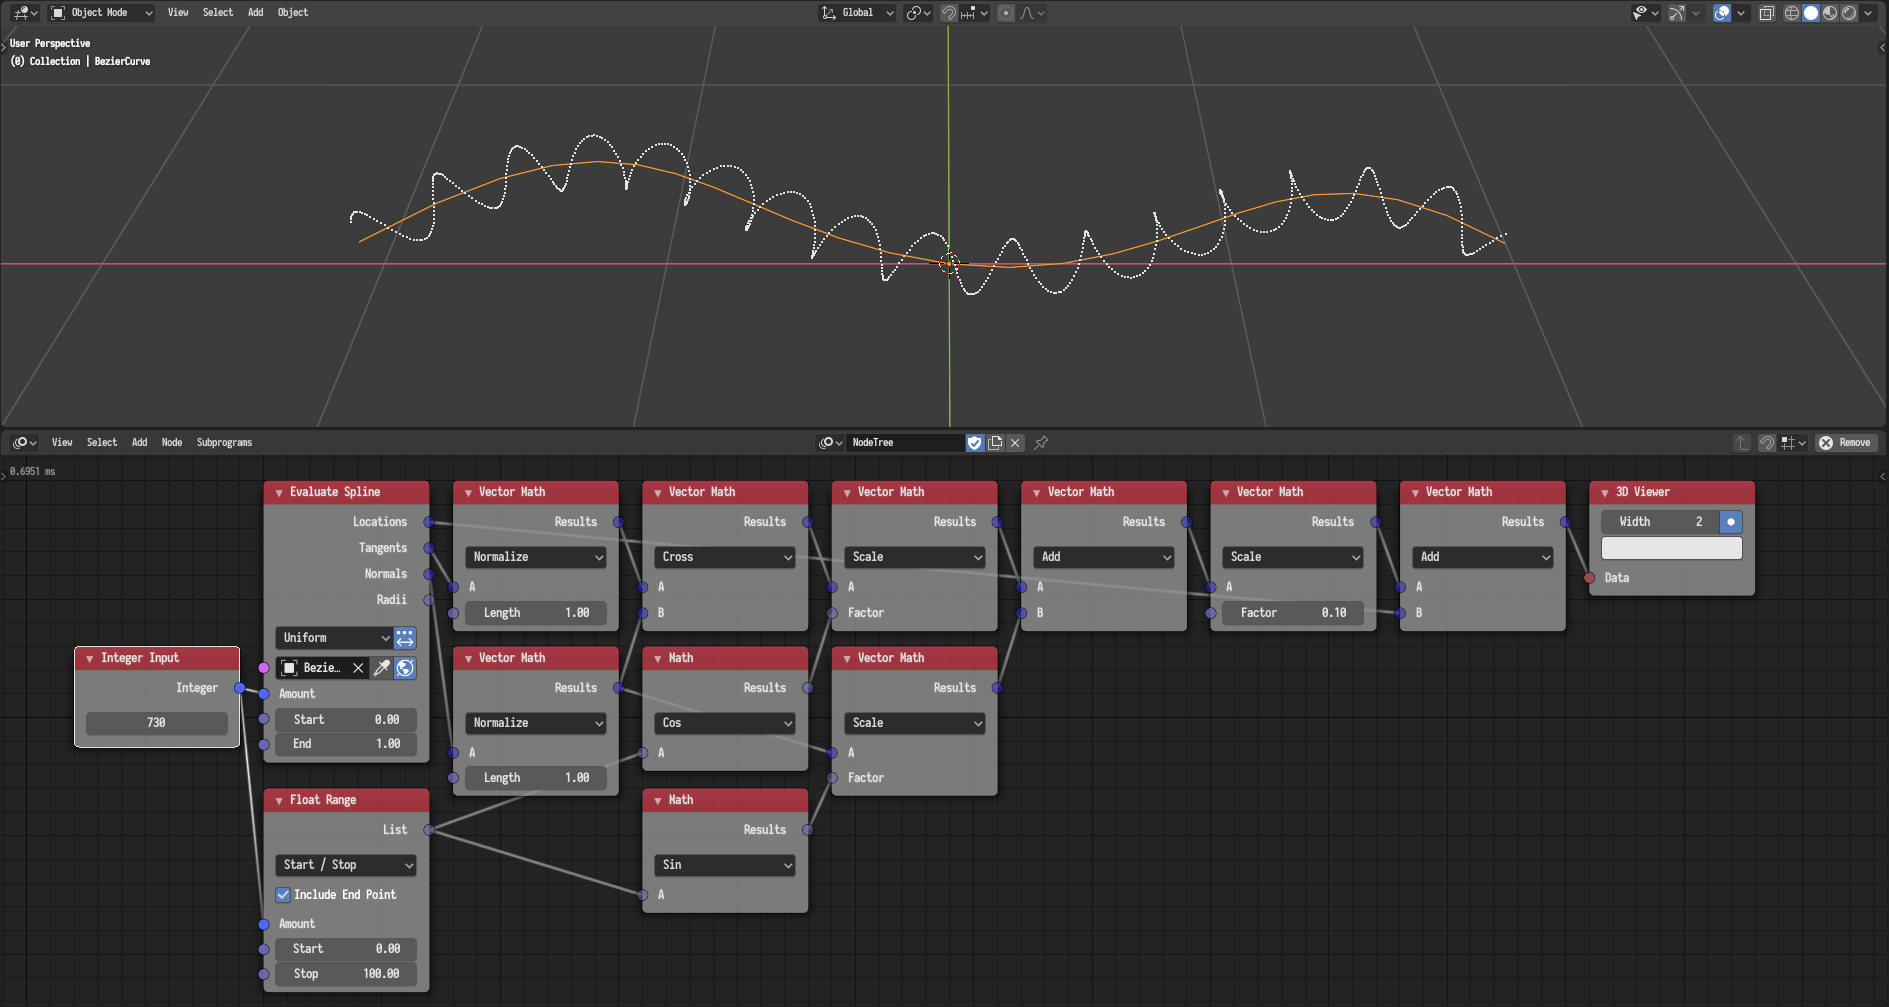 Object Mode View Select Add Object Global
User Perspective
(0) Collection | BezierCurve
View Select Add Node Subprograms NodeTree Remove
0.6951 ms
Integer Input
Integer
730
Evaluate Spline
Locations
Tangents
Normals
Radii
Uniform
Bezie...
Amount
Start 0.00
End 1.00
Float Range
List
Start / Stop
Include End Point
Amount
Start 0.00
Stop 100.00
Vector Math
Results
Normalize
A
Length 1.00
Vector Math
Results
Normalize
A
Length 1.00
Vector Math
Results
Cross
A
B
Math
Results
Cos
A
Math
Results
Sin
A
Vector Math
Results
Scale
A
Factor
Vector Math
Results
Scale
A
Factor
Vector Math
Results
Add
A
B
Vector Math
Results
Scale
A
Factor 0.10
Vector Math
Results
Add
A
B
3D Viewer
Width 2
Data